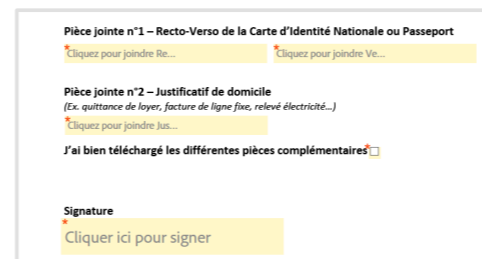 Pièce jointe n°1 – Recto-Verso de la Carte d'Identité Nationale ou Passeport
*Cliquez pour joindre Re... *Cliquez pour joindre Ve...
Pièce jointe n°2 – Justificatif de domicile
(Ex. quittance de loyer, facture de ligne fixe, relevé électricité...)
*Cliquez pour joindre Jus...
J'ai bien téléchargé les différentes pièces complémentaires*
Signature
*
Cliquer ici pour signer